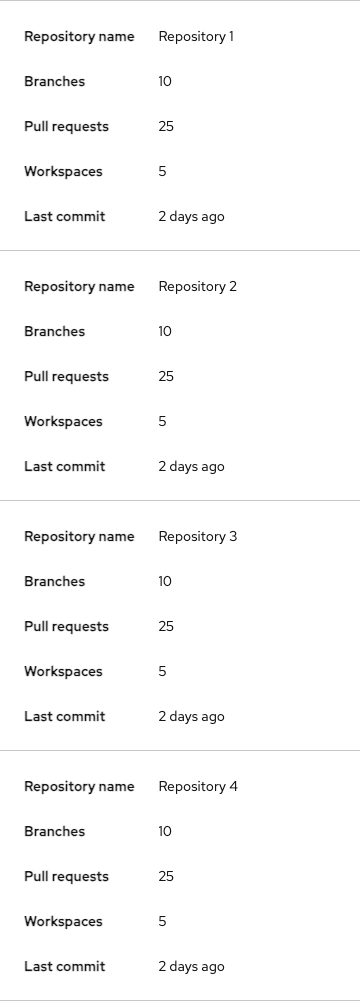 Repository name Repository 1
Branches 10
Pull requests 25
Workspaces 5
Last commit 2 days ago
Repository name Repository 2
Branches 10
Pull requests 25
Workspaces 5
Last commit 2 days ago
Repository name Repository 3
Branches 10
Pull requests 25
Workspaces 5
Last commit 2 days ago
Repository name Repository 4
Branches 10
Pull requests 25
Workspaces 5
Last commit 2 days ago